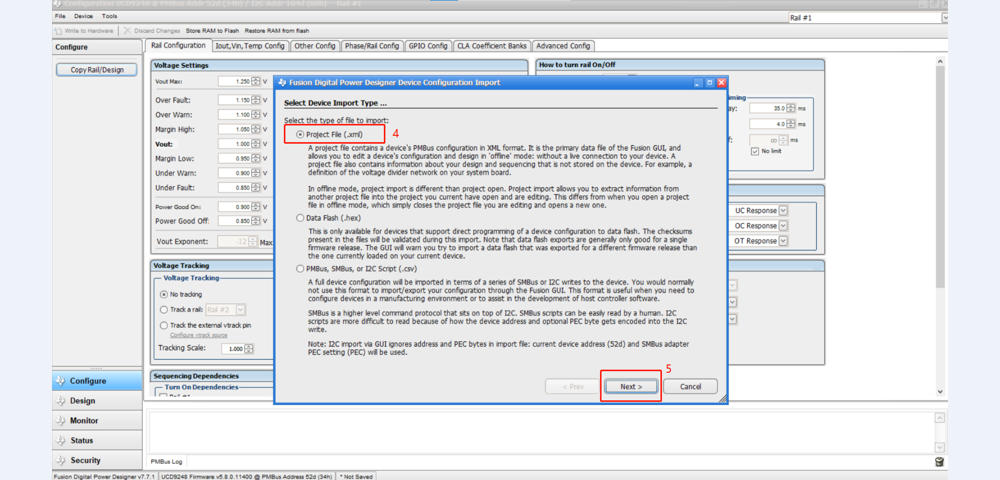 Configuration UCD9248 @ PMBus Addr 52d (34h) / I2C Addr 104d (68h) - Rail #1
File Device Tools
Rail #1
Write to Hardware Discard Changes Store RAM to Flash Restore RAM from flash
Configure
Copy Rail/Design
Rail Configuration Iout,Vin,Temp Config Other Config Phase/Rail Config GPIO Config CLA Coefficient Banks Advanced Config
Voltage Settings
Vout Max: 1.250 V
Over Fault: 1.150 V
Over Warn: 1.100 V
Margin High: 1.050 V
Vout: 1.000 V
Margin Low: 0.950 V
Under Warn: 0.900 V
Under Fault: 0.850 V
Power Good On: 0.900 V
Power Good Off: 0.850 V
Vout Exponent: -12 Max:
Voltage Tracking
Voltage Tracking
No tracking
Track a rail: Rail #2
Track the external vtrack pin
Configure vtrack source
Tracking Scale: 1.000
Sequencing Dependencies
Turn On Dependencies
Rail #1
How to turn rail On/Off
iming
ay: 35.0 ms
4.0 ms
f: ∞ ms
No limit
UC Response
OC Response
OT Response
Fusion Digital Power Designer Device Configuration Import
Select Device Import Type ...
Select the type of file to import:
Project File (.xml)
4
A project file contains a device's PMBus configuration in XML format. It is the primary data file of the Fusion GUI, and
allows you to edit a device's configuration and design in 'offline' mode: without a live connection to your device. A
project file also contains information about your design and sequencing that is not stored on the device. For example, a
definition of the voltage divider network on your system board.
In offline mode, project import is different than project open. Project import allows you to extract information from
another project file into the project you current have open and are editing. This differs from when you open a project
file in offline mode, which simply closes the project file you are editing and opens a new one.
Data Flash (.hex)
This is only available for devices that support direct programming of a device configuration to data flash. The checksums
present in the files will be validated during this import. Note that data flash exports are generally only good for a single
firmware release. The GUI will warn you try to import a data flash that was exported for a different firmware release than
the one currently loaded on your current device.
PMBus, SMBus, or I2C Script (.csv)
A full device configuration will be imported in terms of a series of SMBus or I2C writes to the device. You would normally
not use this format to import/export your configuration through the Fusion GUI. This format is useful when you need to
configure devices in a manufacturing environment or to assist in the development of host controller software.
SMBus is a higher level command protocol that sits on top of I2C. SMBus scripts can be easily read by a human. I2C
scripts are more difficult to read because of how the device address and optional PEC byte gets encoded into the I2C
write.
Note: I2C import via GUI ignores address and PEC bytes in import file: current device address (52d) and SMBus adapter
PEC setting (PEC) will be used.
5
< Prev Next > Cancel
Configure
Design
Monitor
Status
Security
PMBus Log
Fusion Digital Power Designer v7.7.1 UCD9248 Firmware v5.8.0.11400 @ PMBus Address 52d (34h) * Not Saved